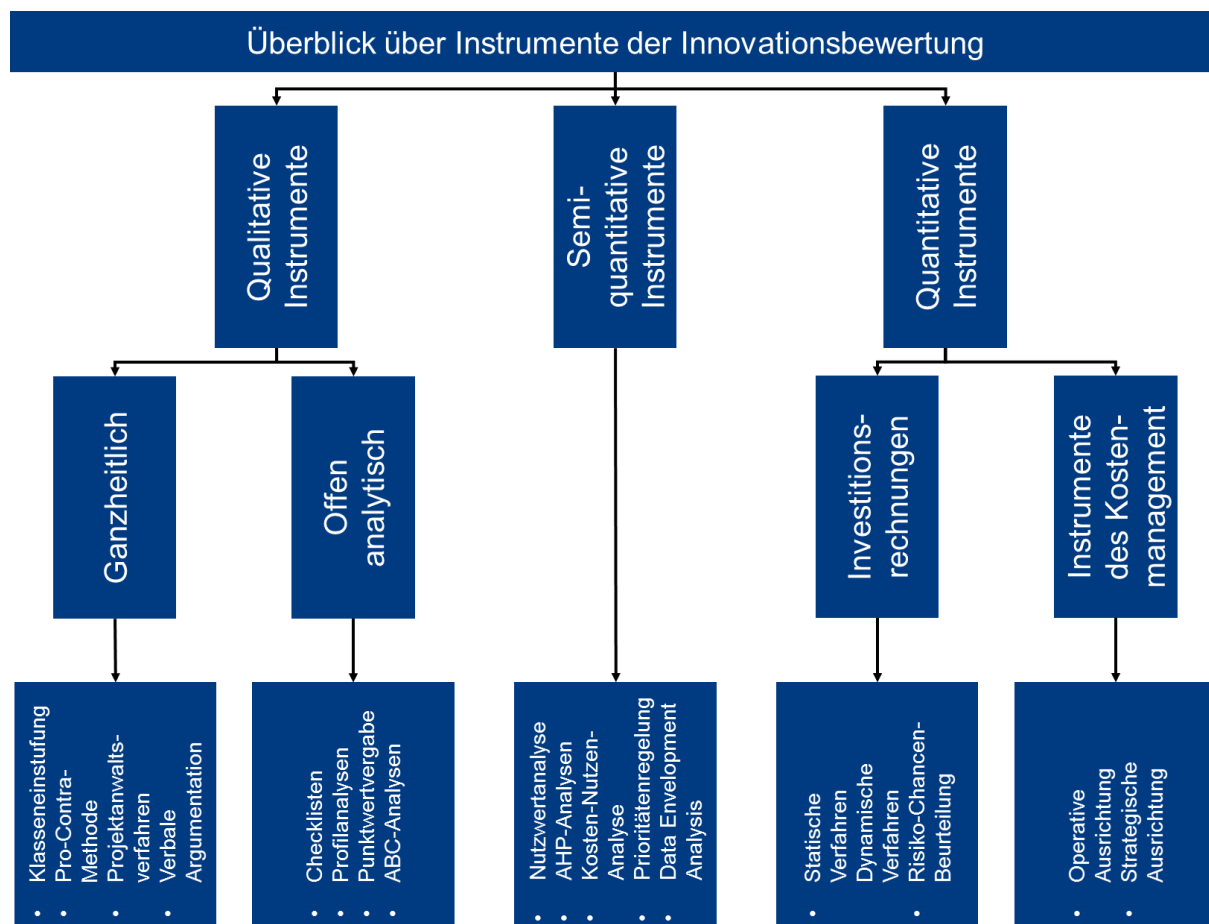 Überblick über Instrumente der Innovationsbewertung
Qualitative
Instrumente
Semi-
quantitative
Instrumente
Quantitative
Instrumente
Ganzheitlich
Offen
analytisch
Investitions-
rechnungen
Instrumente
des Kosten-
management
• Klasseneinstufung
• Pro-Contra-
Methode
• Projektanwalts-
verfahren
• Verbale
Argumentation
• Checklisten
• Profilanalysen
• Punktwertvergabe
• ABC-Analysen
• Nutzwertanalyse
• AHP-Analysen
• Kosten-Nutzen-
Analyse
• Prioritätenregelung
• Data Envelopment
Analysis
• Statische
Verfahren
• Dynamische
Verfahren
• Risiko-Chancen-
Beurteilung
• Operative
Ausrichtung
• Strategische
Ausrichtung